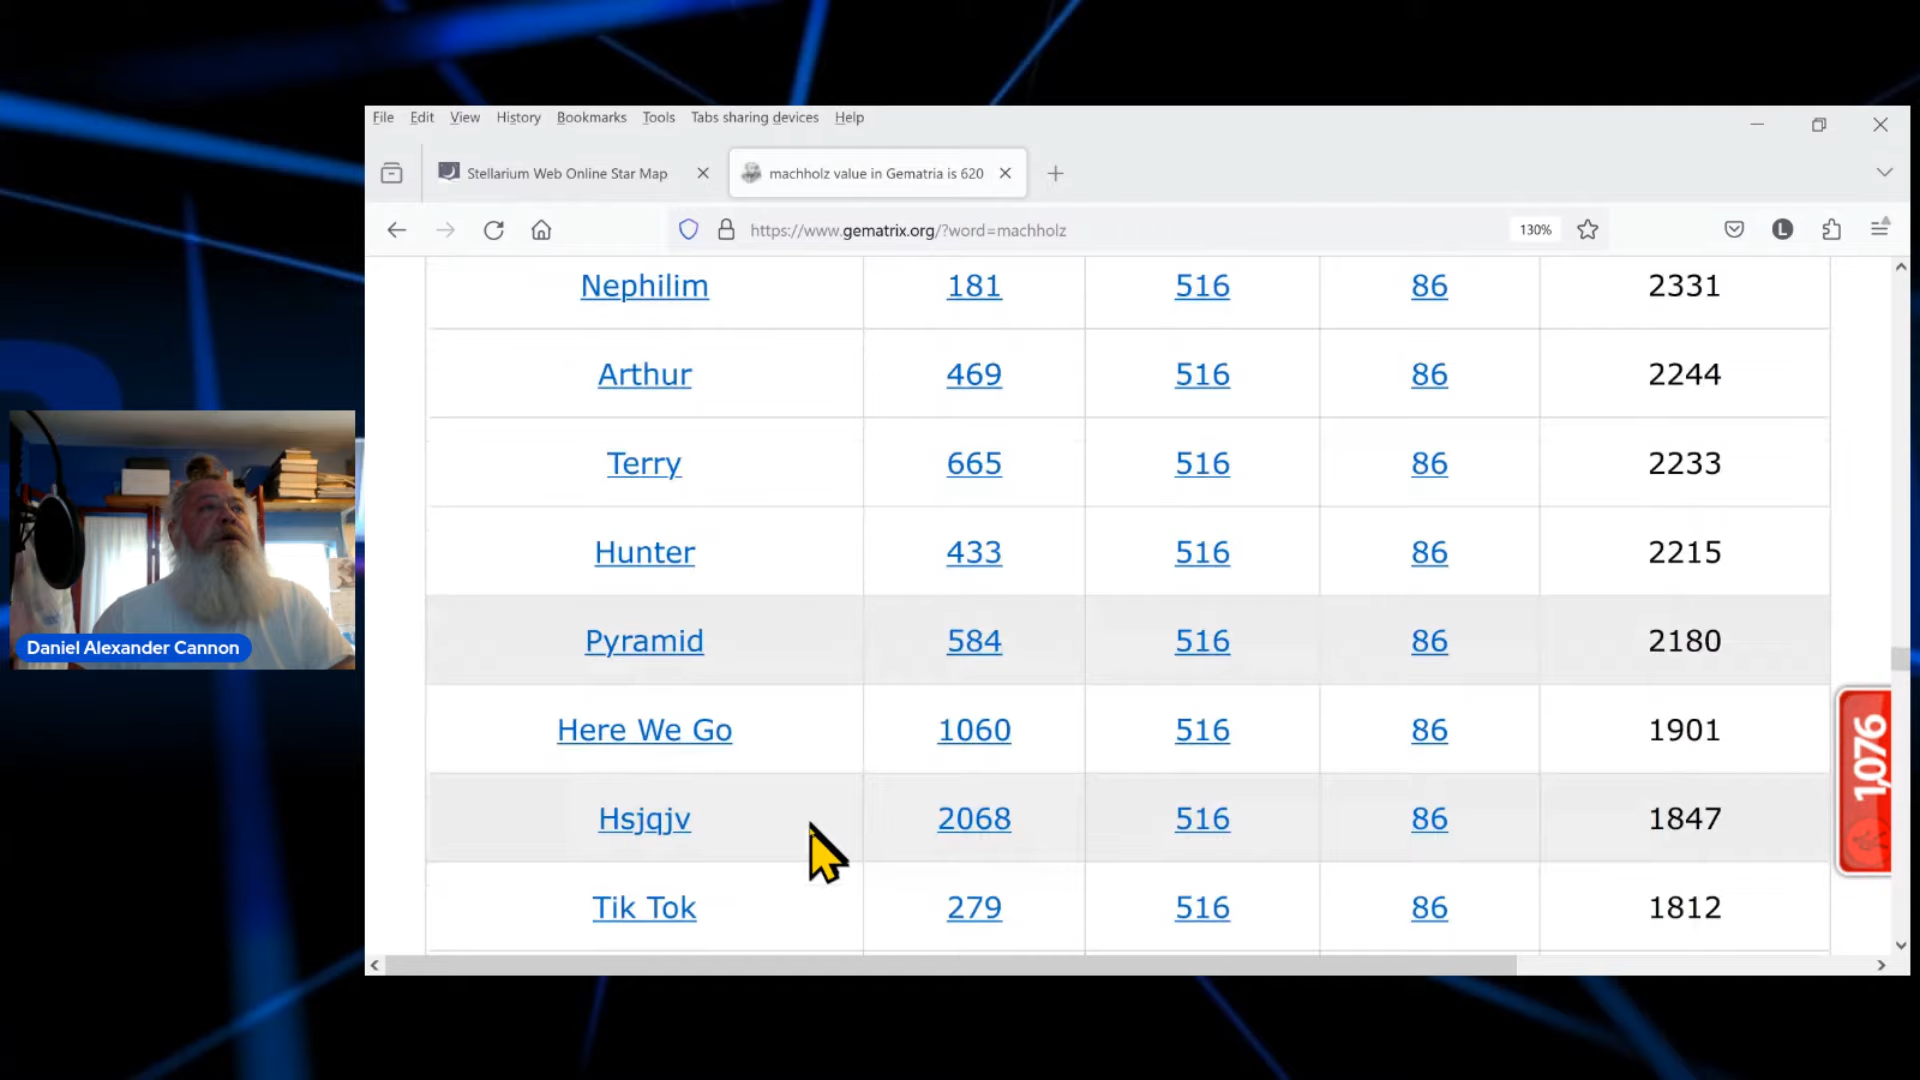 File Edit View History Bookmarks Tools Tabs sharing devices Help
Stellarium Web Online Star Map
machholz value in Gematria is 620
https://www.gematrix.org/?word=machholz
130%
L
Nephilim 181 516 86 2331
Arthur 469 516 86 2244
Terry 665 516 86 2233
Hunter 433 516 86 2215
Pyramid 584 516 86 2180
Here We Go 1060 516 86 1901
Hsjqjv 2068 516 86 1847
Tik Tok 279 516 86 1812
1,076
Daniel Alexander Cannon